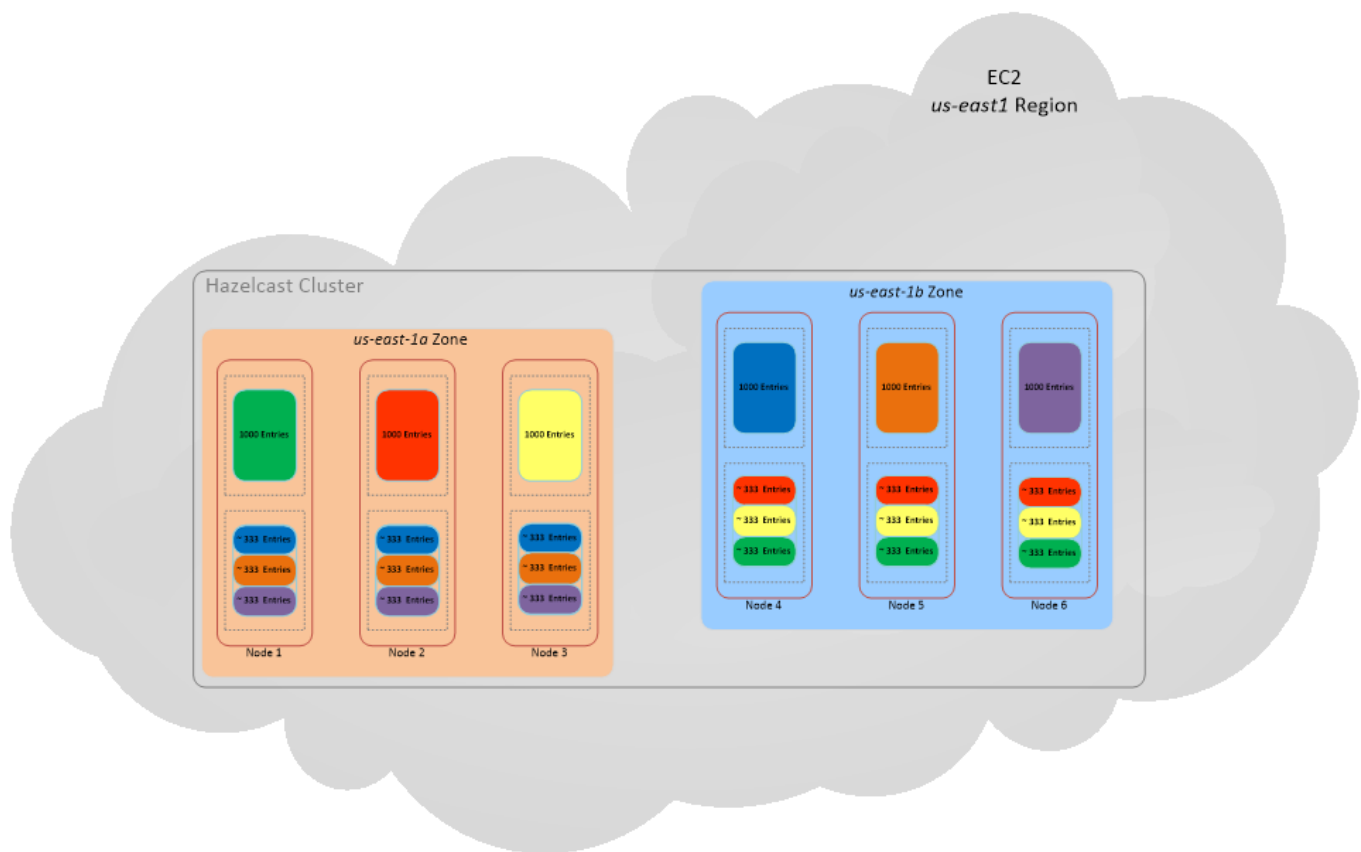 EC2
us-east1 Region
Hazelcast Cluster
us-east-1a Zone
1000 Entries
1000 Entries
1000 Entries
~ 333 Entries
~ 333 Entries
~ 333 Entries
~ 333 Entries
~ 333 Entries
~ 333 Entries
~ 333 Entries
~ 333 Entries
~ 333 Entries
Node 1
Node 2
Node 3
us-east-1b Zone
1000 Entries
1000 Entries
1000 Entries
~ 333 Entries
~ 333 Entries
~ 333 Entries
~ 333 Entries
~ 333 Entries
~ 333 Entries
~ 333 Entries
~ 333 Entries
~ 333 Entries
Node 4
Node 5
Node 6